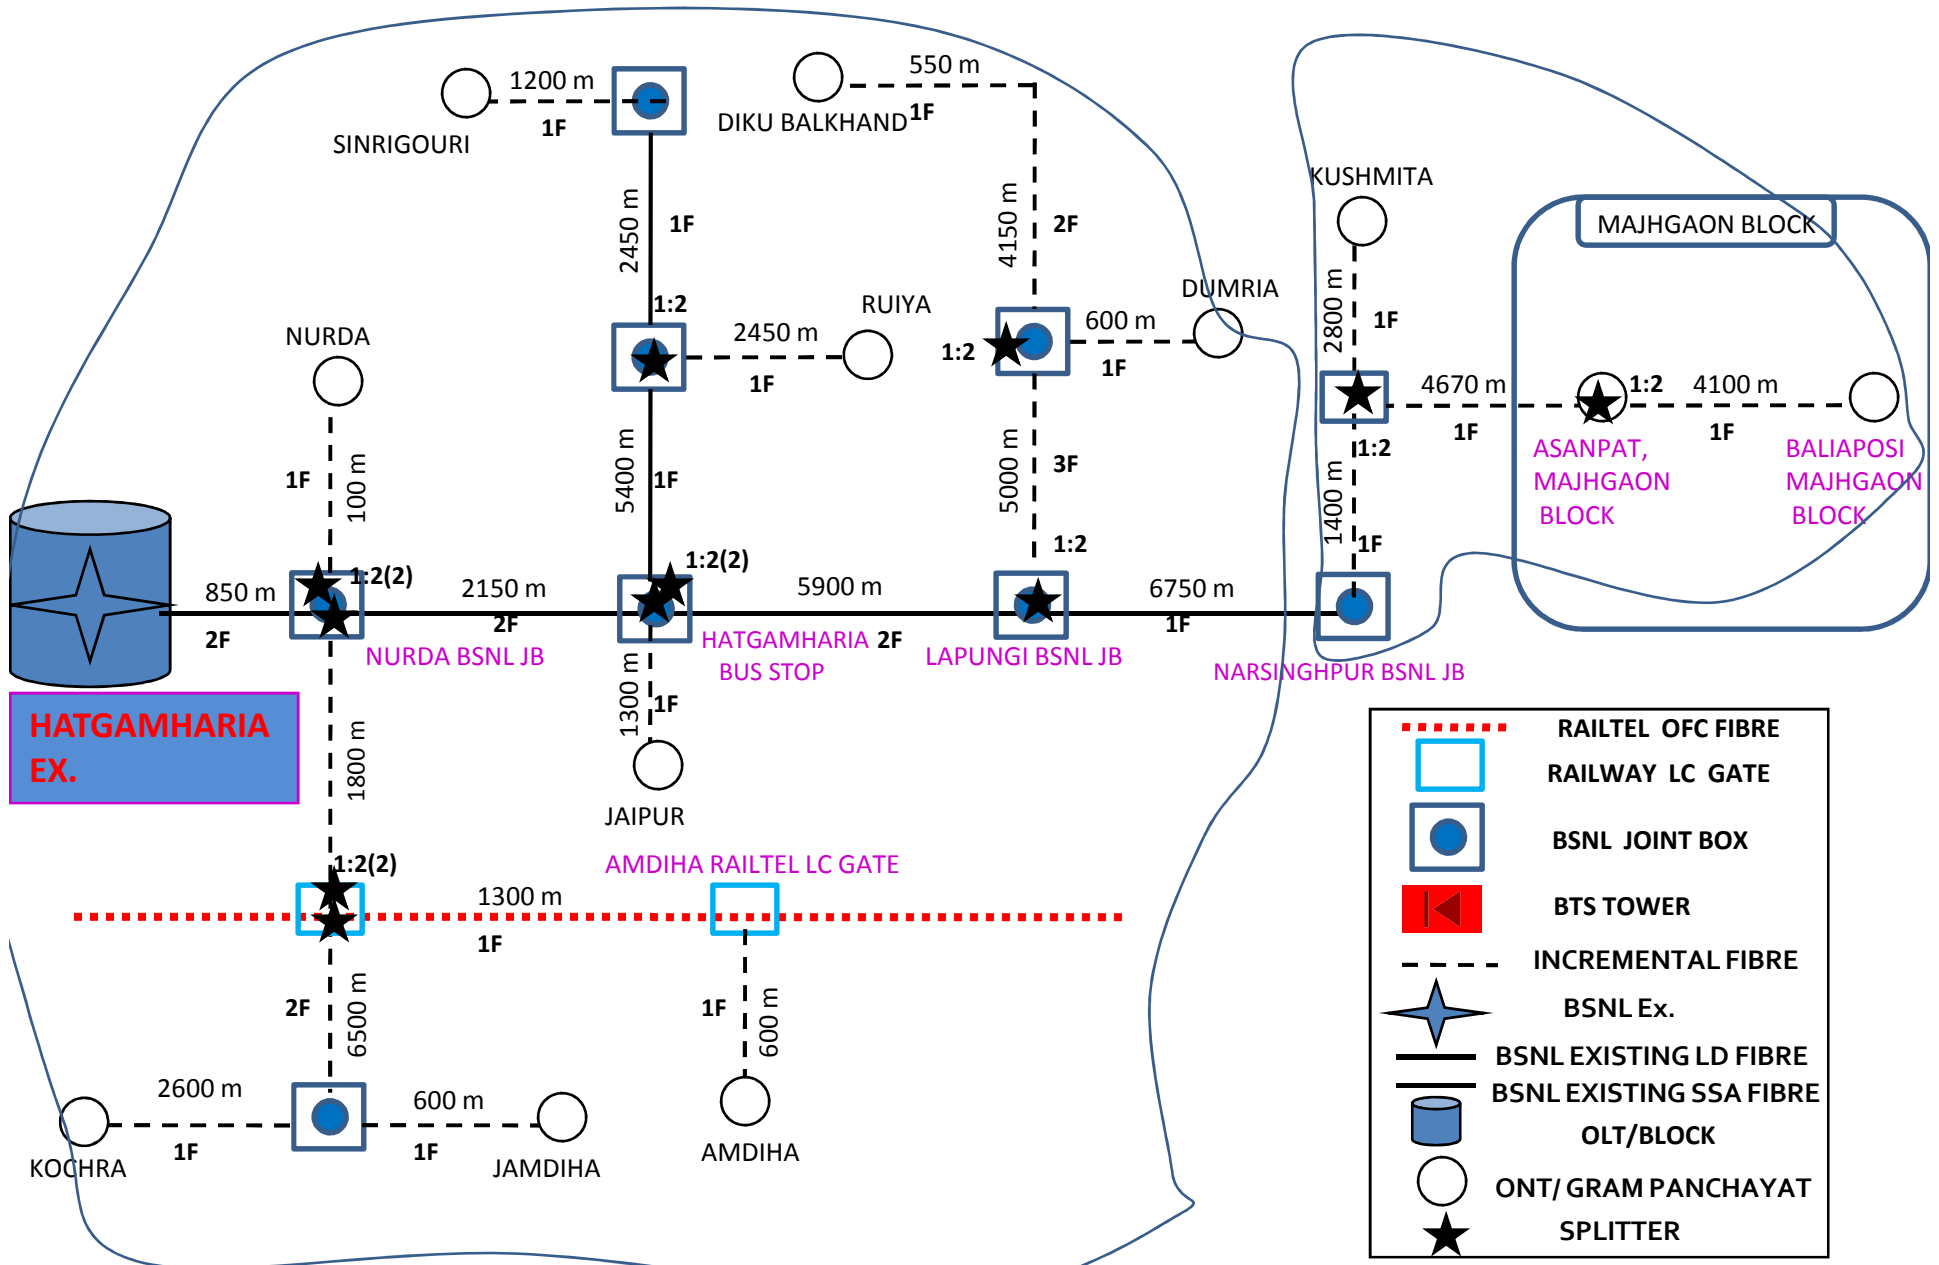 1200 m
1F
SINRIGOURI
550 m
1F
DIKU BALKHAND
2450 m
1F
4150 m
2F
KUSHMITA
MAJHGAON BLOCK
NURDA
1:2
RUIYA
2450 m
1F
1:2
DUMRIA
600 m
1F
2800 m
1F
4670 m
1F
1:2
4100 m
1F
1:2
ASANPAT,
MAJHGAON
BLOCK
BALIAPOSI
MAJHGAON
BLOCK
1F
100 m
5400 m
1F
5000 m
3F
1400 m
1F
1:2(2)
1:2(2)
1:2
850 m
2F
2150 m
2F
5900 m
2F
6750 m
1F
NURDA BSNL JB
HATGAMHARIA
BUS STOP
LAPUNGI BSNL JB
NARSINGHPUR BSNL JB
HATGAMHARIA
EX.
1800 m
1300 m
1F
JAIPUR
1:2(2)
AMDIHA RAILTEL LC GATE
1300 m
1F
2F
6500 m
1F
600 m
2600 m
1F
600 m
1F
KOCHRA
JAMDIHA
AMDIHA
RAILTEL OFC FIBRE
RAILWAY LC GATE
BSNL JOINT BOX
BTS TOWER
INCREMENTAL FIBRE
BSNL Ex.
BSNL EXISTING LD FIBRE
BSNL EXISTING SSA FIBRE
OLT/BLOCK
ONT/ GRAM PANCHAYAT
SPLITTER